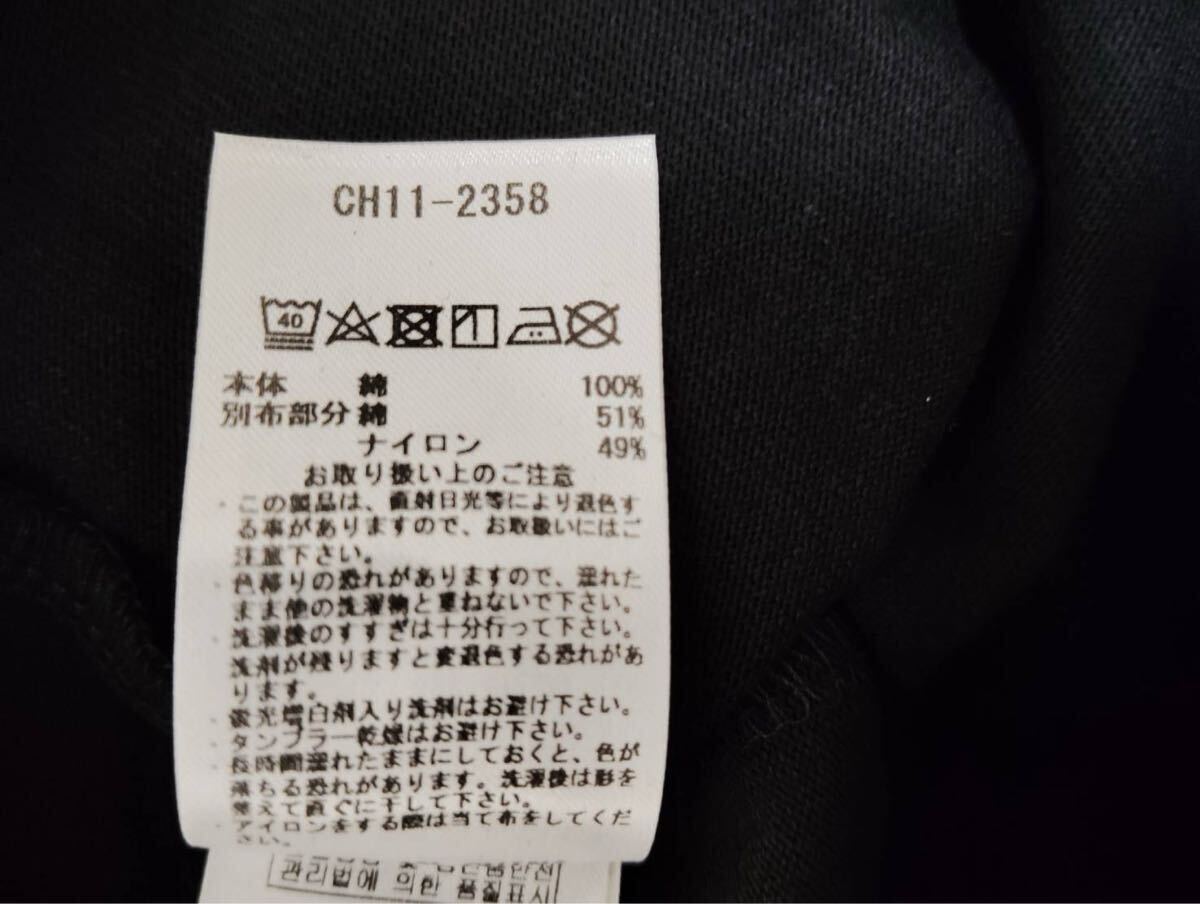 CH11-2358
40
本体 綿 100%
別布部分 綿 51%
ナイロン 49%
お取り扱い上のご注意
・この製品は、直射日光等により退色す
る事がありますので、お取扱いにはご
注意下さい。
・色移りの恐れがありますので、濡れた
まま他の洗濯物と重ねないで下さい。
・洗濯後のすすぎは十分行って下さい。
洗剤が残りますと変退色する恐れがあ
ります。
・蛍光増白剤入り洗剤はお避け下さい。
・タンブラー乾燥はお避け下さい。
・長時間濡れたままにしておくと、色が
落ちる恐れがあります。洗濯後は形を
整えて直ぐに干して下さい。
・アイロンをする際は当て布をしてくだ
さい。
관리법에 의한 품질표시